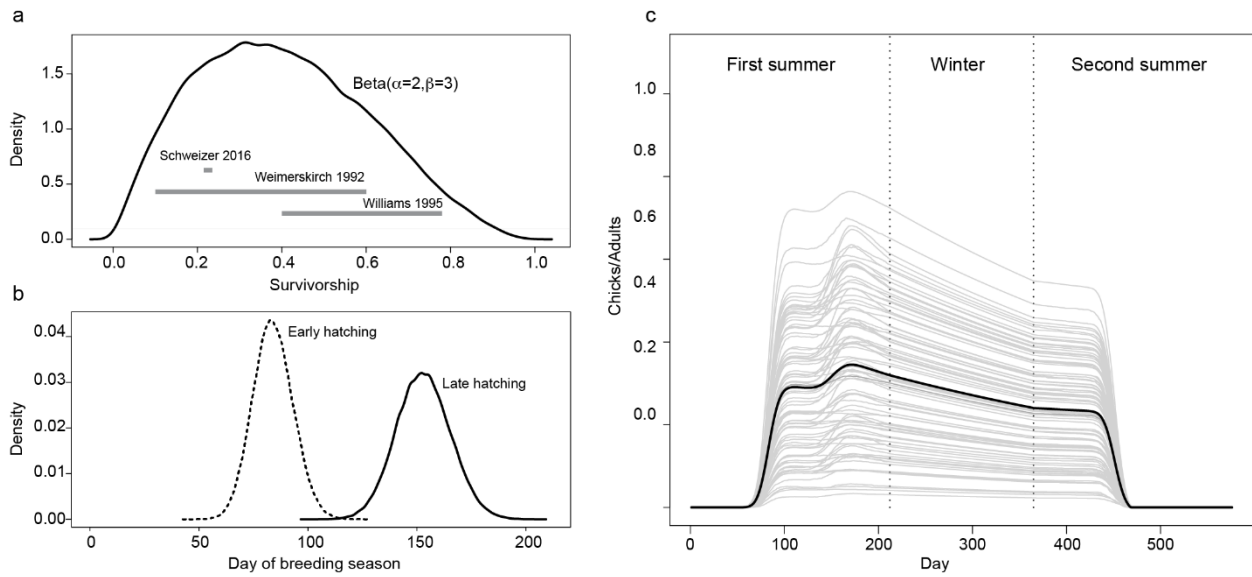 a
Density
1.5
1.0
0.5
0.0
Beta(α=2,β=3)
Schweizer 2016
Weimerskirch 1992
Williams 1995
0.0 0.2 0.4 0.6 0.8 1.0
Survivorship
b
Density
0.04
0.03
0.02
0.01
0.00
Early hatching
Late hatching
0 50 100 150 200
Day of breeding season
c
First summer Winter Second summer
Chicks/Adults
1.0
0.8
0.6
0.4
0.2
0.0
0 100 200 300 400 500
Day